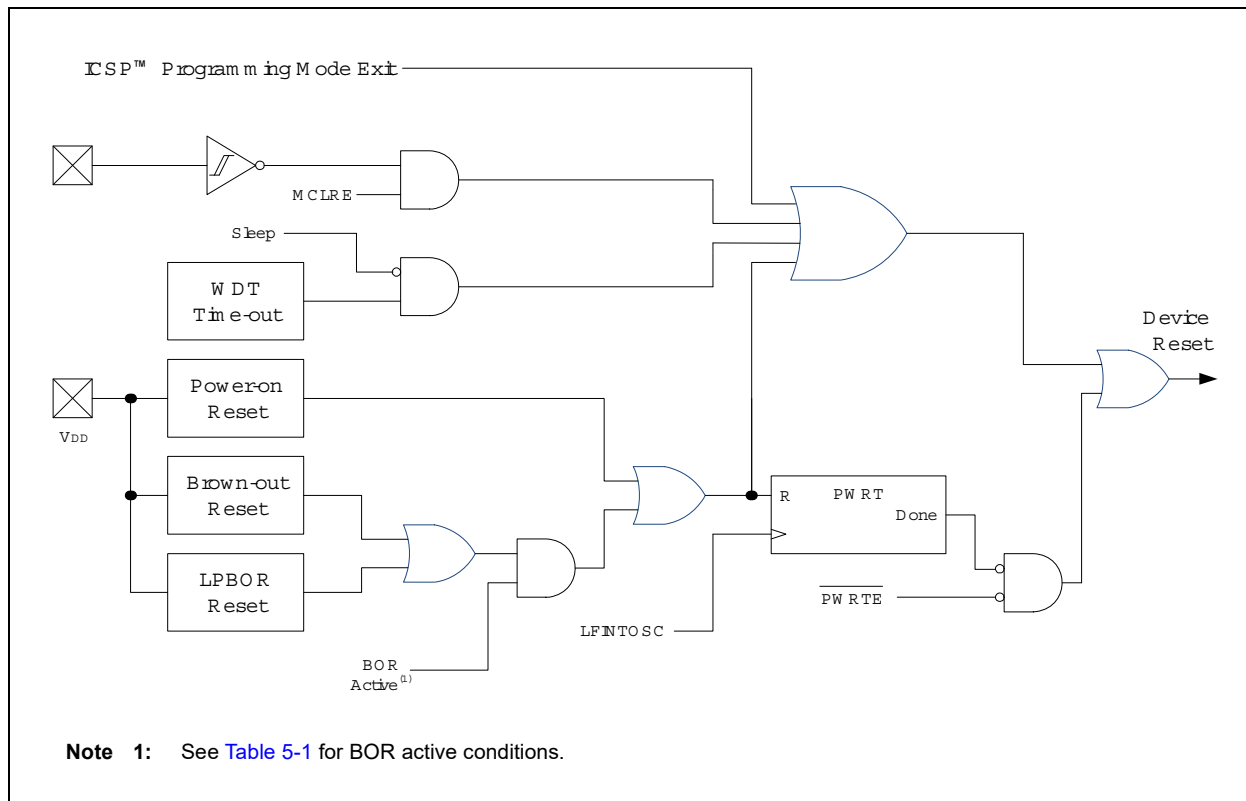 ICSP™ Programming Mode Exit
MCLRE
Sleep
WDT
Time-out
Device
Reset
Power-on
Reset
VDD
Brown-out
Reset
R PWRT
Done
LPBOR
Reset
PWRTE
LFINTOSC
BOR
Active(1)
Note 1: See Table 5-1 for BOR active conditions.